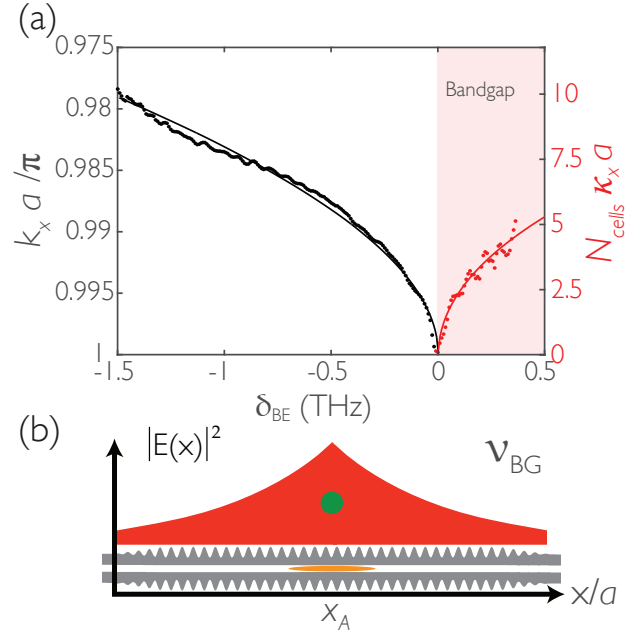 (a)
k_x a /π
0.975
0.98
0.985
0.99
0.995
1
-1.5
-1
-0.5
0
0.5
δ_BE (THz)
Bandgap
10
7.5
5
2.5
0
N_cells κ_x a
(b)
|E(x)|²
ν_BG
x_A
x/a